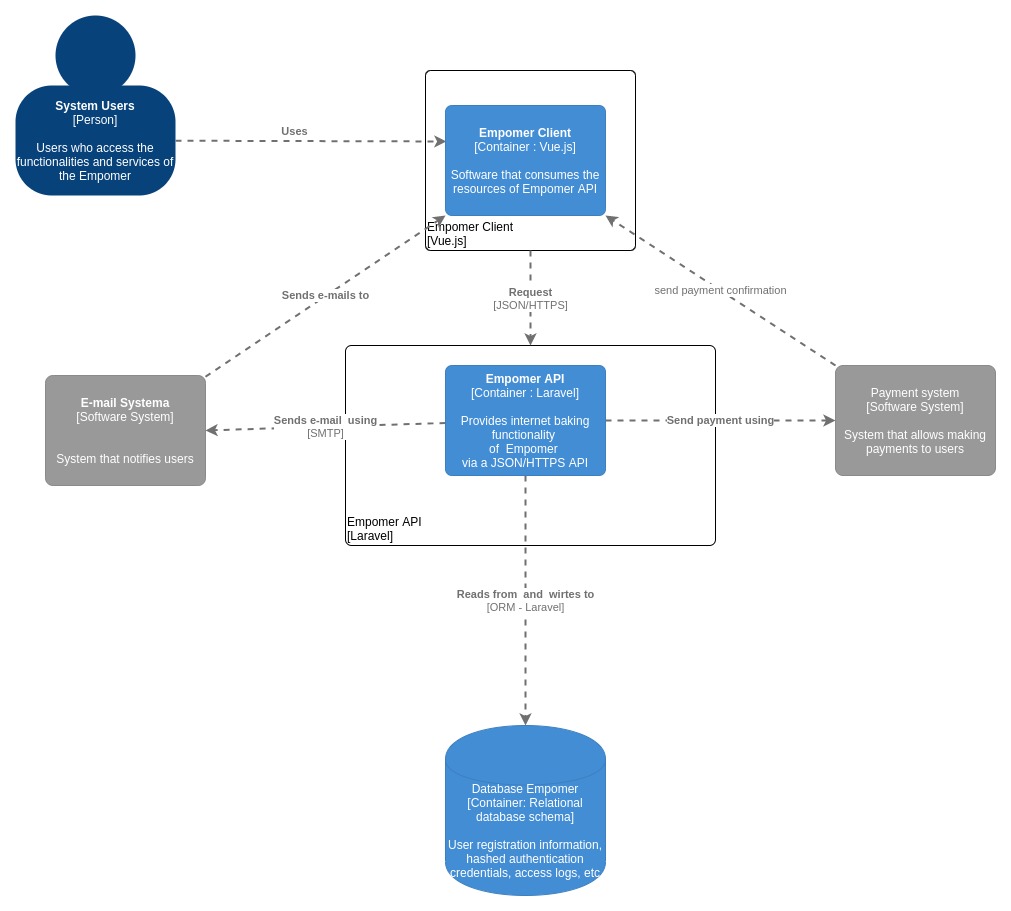 System Users
[Person]
Users who access the
functionalities and services of
the Empomer
Uses
Empomer Client
[Container : Vue.js]
Software that consumes the
resources of Empomer API
Empomer Client
[Vue.js]
Sends e-mails to
Request
[JSON/HTTPS]
send payment confirmation
E-mail Systema
[Software System]
System that notifies users
Sends e-mail  using
[SMTP]
Empomer API
[Container : Laravel]
Provides internet baking
functionality
of  Empomer
via a JSON/HTTPS API
Send payment using
Payment system
[Software System]
System that allows making
payments to users
Empomer API
[Laravel]
Reads from  and  wirtes to
[ORM - Laravel]
Database Empomer
[Container: Relational
database schema]
User registration information,
hashed authentication
credentials, access logs, etc